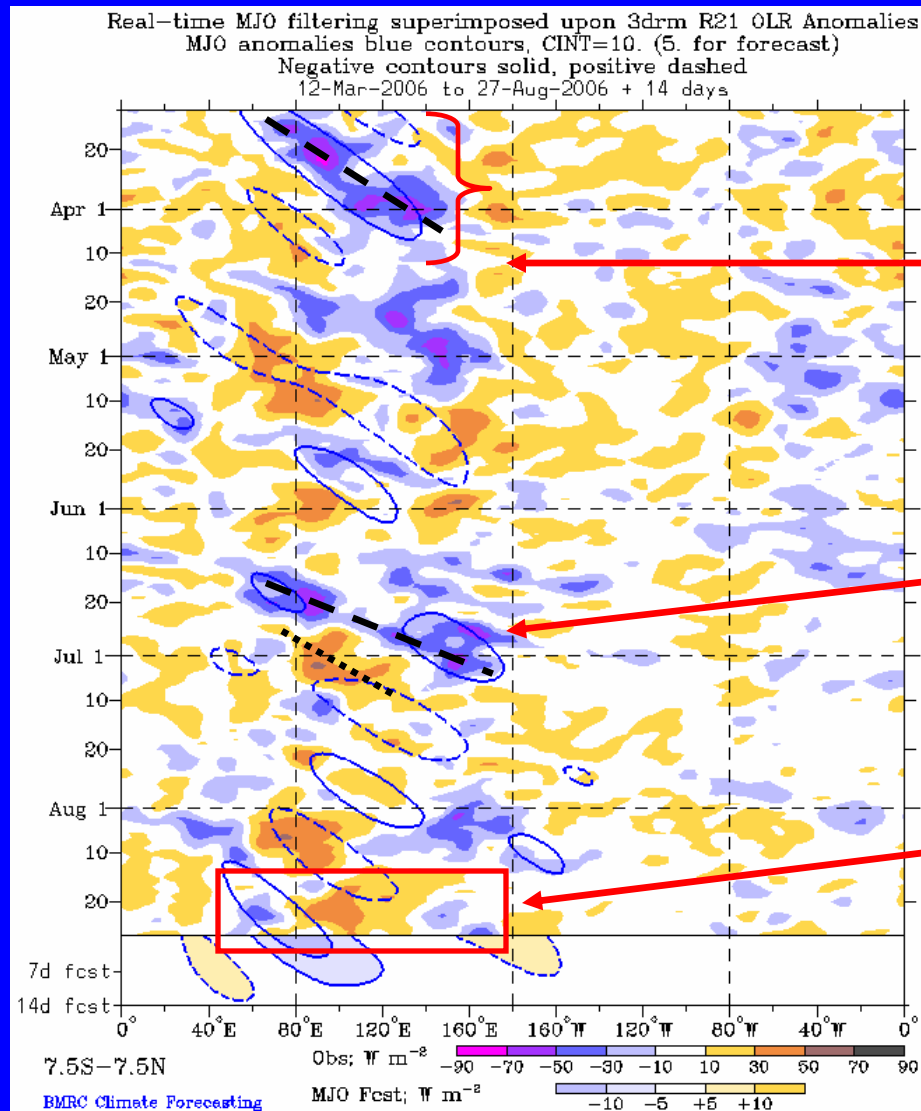 Real-time MJO filtering superimposed upon 3drm R21 OLR Anomalies
MJO anomalies blue contours, CINT=10. (5. for forecast)
Negative contours solid, positive dashed
12-Mar-2006 to 27-Aug-2006 + 14 days
20
Apr 1
10
20
May 1
10
20
Jun 1
10
20
Jul 1
10
20
Aug 1
10
20
7d fcst
14d fcst
0° 40°E 80°E 120°E 160°E 160°W 120°W 80°W 40°W 0°
7.5S-7.5N
Obs; W m⁻²
-90 -70 -50 -30 -10 10 30 50 70 90
BMRC Climate Forecasting
MJO Fcst; W m⁻²
-10 -5 +5 +10